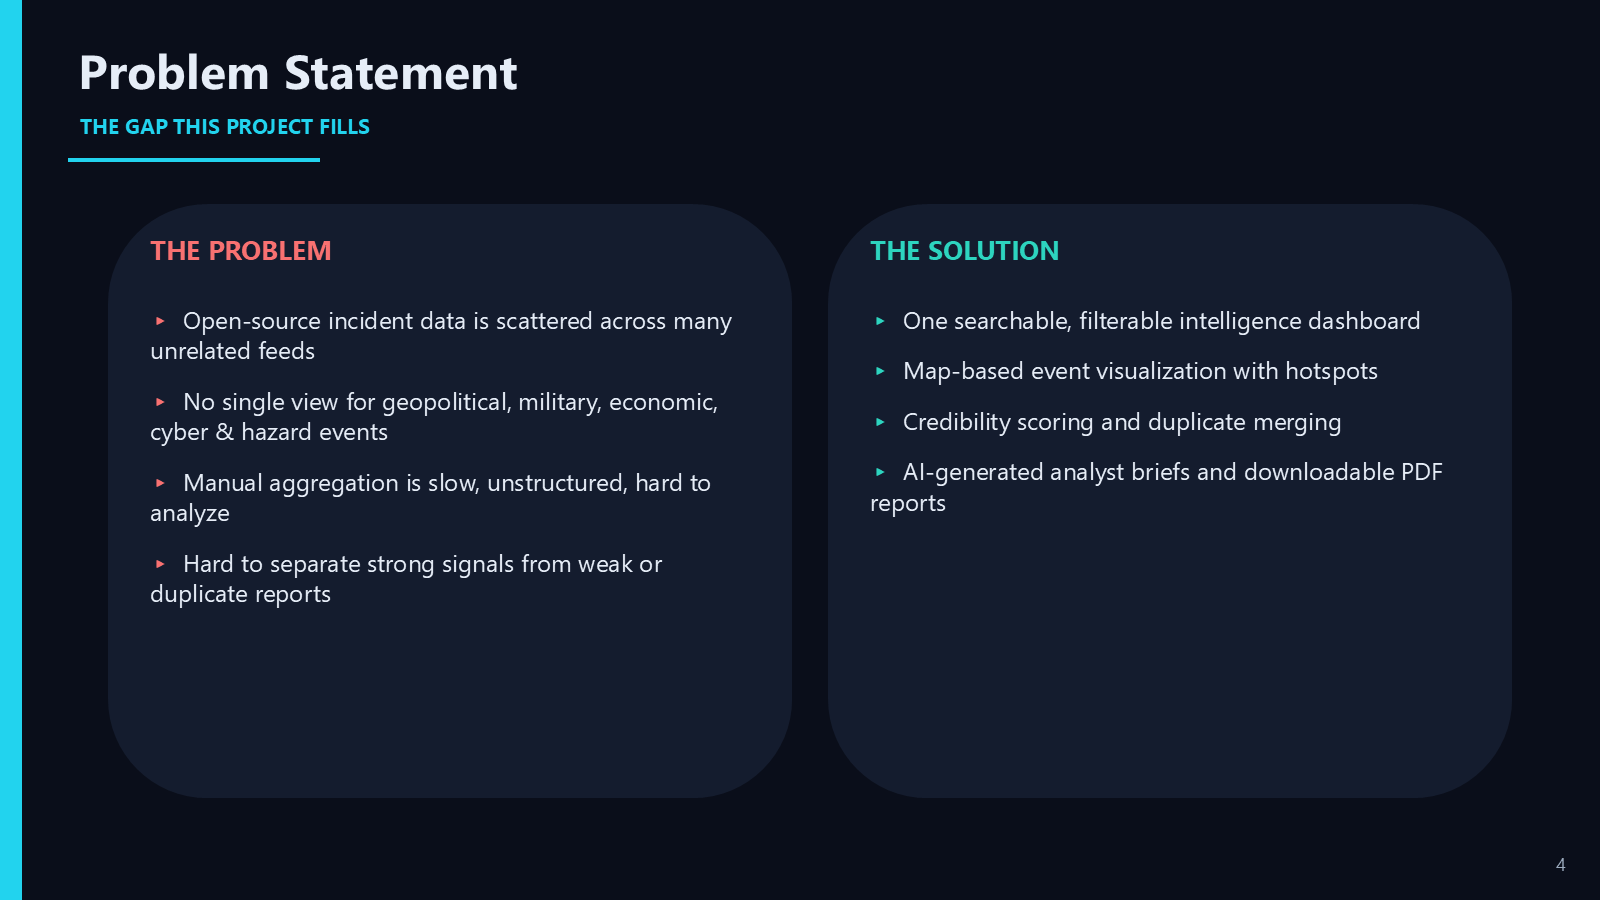 Problem Statement
THE GAP THIS PROJECT FILLS
THE PROBLEM
▸ Open-source incident data is scattered across many
unrelated feeds
▸ No single view for geopolitical, military, economic,
cyber & hazard events
▸ Manual aggregation is slow, unstructured, hard to
analyze
▸ Hard to separate strong signals from weak or
duplicate reports
THE SOLUTION
▸ One searchable, filterable intelligence dashboard
▸ Map-based event visualization with hotspots
▸ Credibility scoring and duplicate merging
▸ AI-generated analyst briefs and downloadable PDF
reports
4